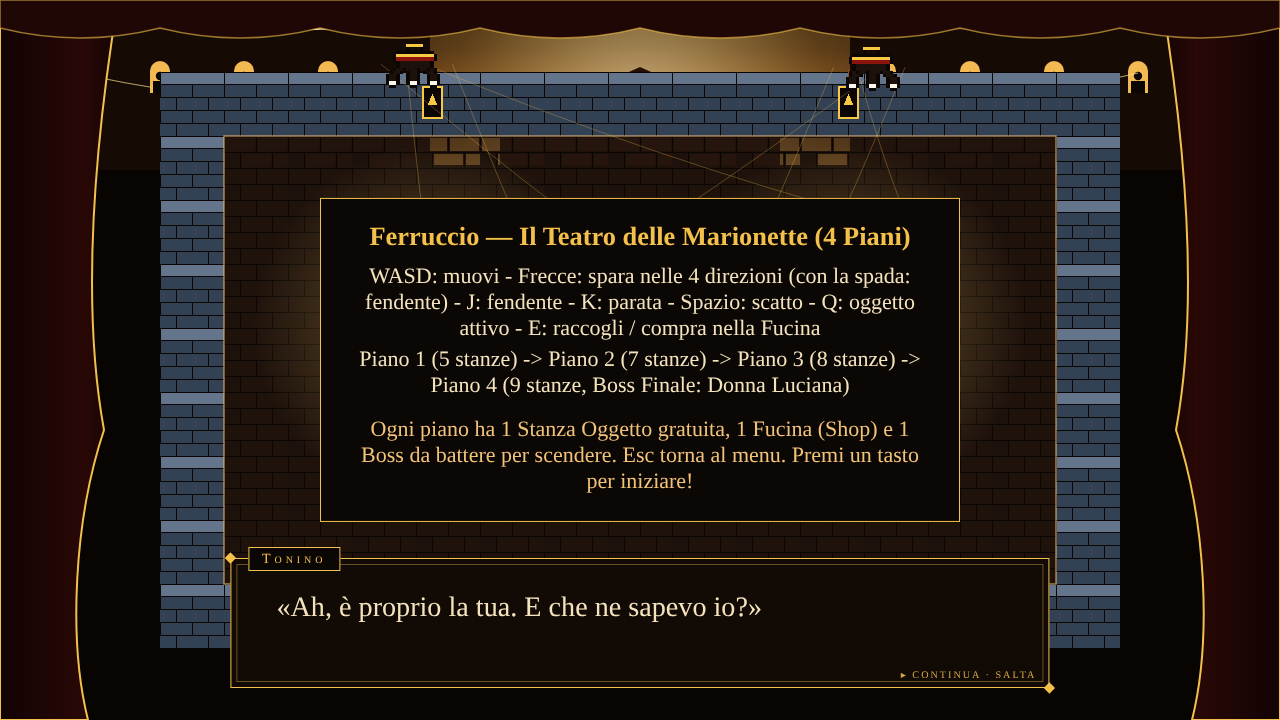 Ferruccio — Il Teatro delle Marionette (4 Piani)
WASD: muovi - Frecce: spara nelle 4 direzioni (con la spada:
fendente) - J: fendente - K: parata - Spazio: scatto - Q: oggetto
attivo - E: raccogli / compra nella Fucina
Piano 1 (5 stanze) -> Piano 2 (7 stanze) -> Piano 3 (8 stanze) ->
Piano 4 (9 stanze, Boss Finale: Donna Luciana)
Ogni piano ha 1 Stanza Oggetto gratuita, 1 Fucina (Shop) e 1
Boss da battere per scendere. Esc torna al menu. Premi un tasto
per iniziare!
Tonino
«Ah, è proprio la tua. E che ne sapevo io?»
▸ CONTINUA · SALTA